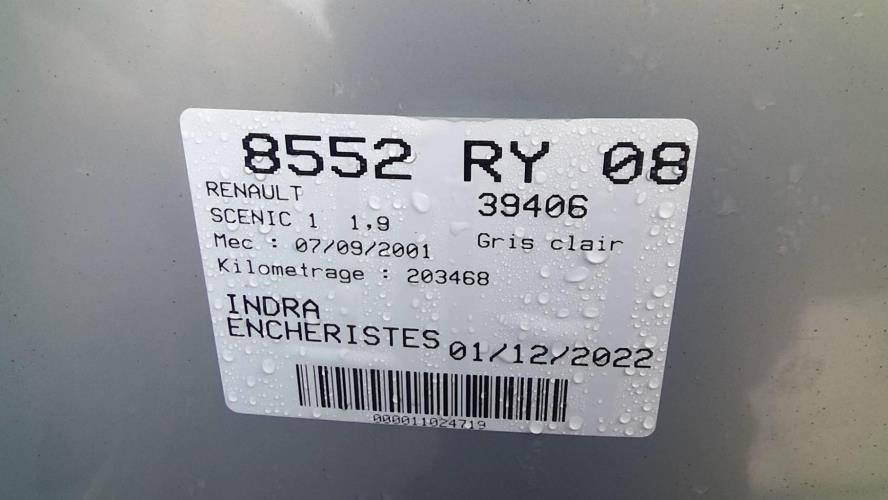 8552 RY 08
RENAULT
39406
SCENIC 1 1,9
Gris clair
Mec : 07/09/2001
Kilometrage : 203468
INDRA
ENCHERISTES
01/12/2022
000011024719